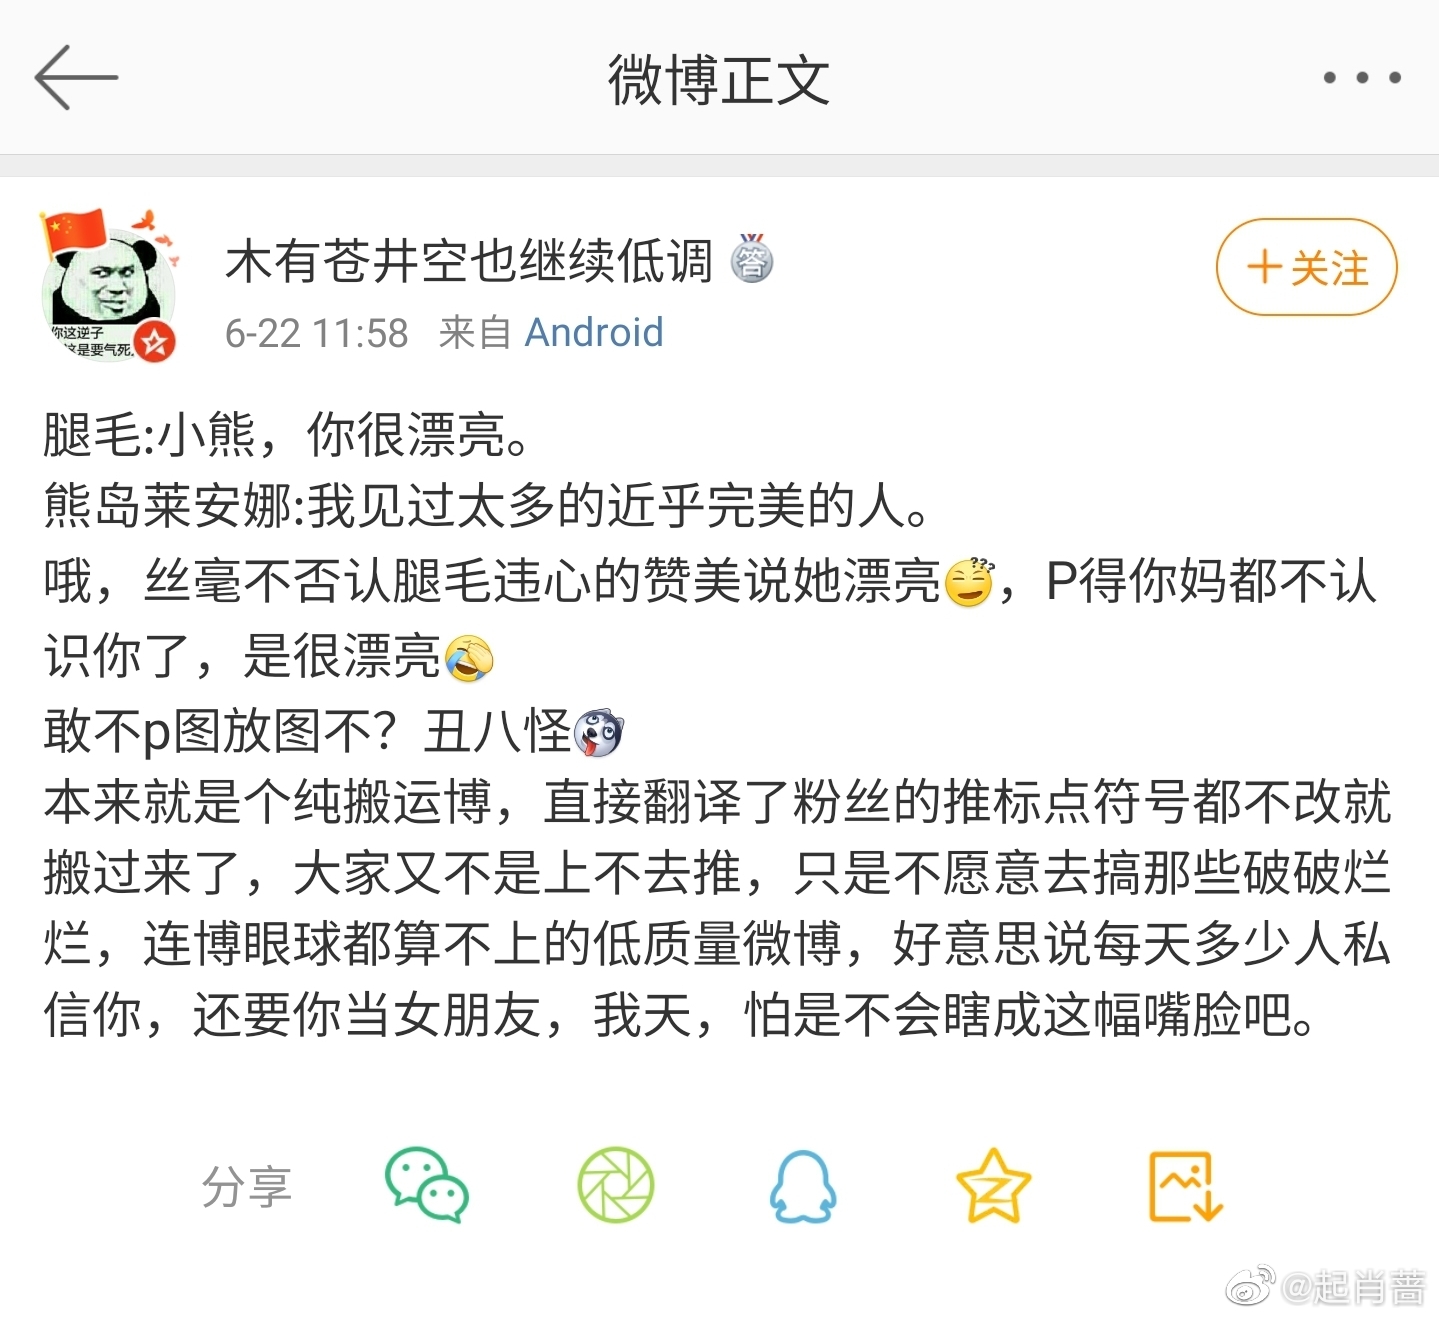 微博正文
木有苍井空也继续低调 答
6-22 11:58 来自 Android
+关注
你这逆子
这是要气死
腿毛:小熊，你很漂亮。
熊岛莱安娜:我见过太多的近乎完美的人。
哦，丝毫不否认腿毛违心的赞美说她漂亮，P得你妈都不认
识你了，是很漂亮
敢不p图放图不？丑八怪
本来就是个纯搬运博，直接翻译了粉丝的推标点符号都不改就
搬过来了，大家又不是上不去推，只是不愿意去搞那些破破烂
烂，连博眼球都算不上的低质量微博，好意思说每天多少人私
信你，还要你当女朋友，我天，怕是不会瞎成这幅嘴脸吧。
分享
@起肖蔷